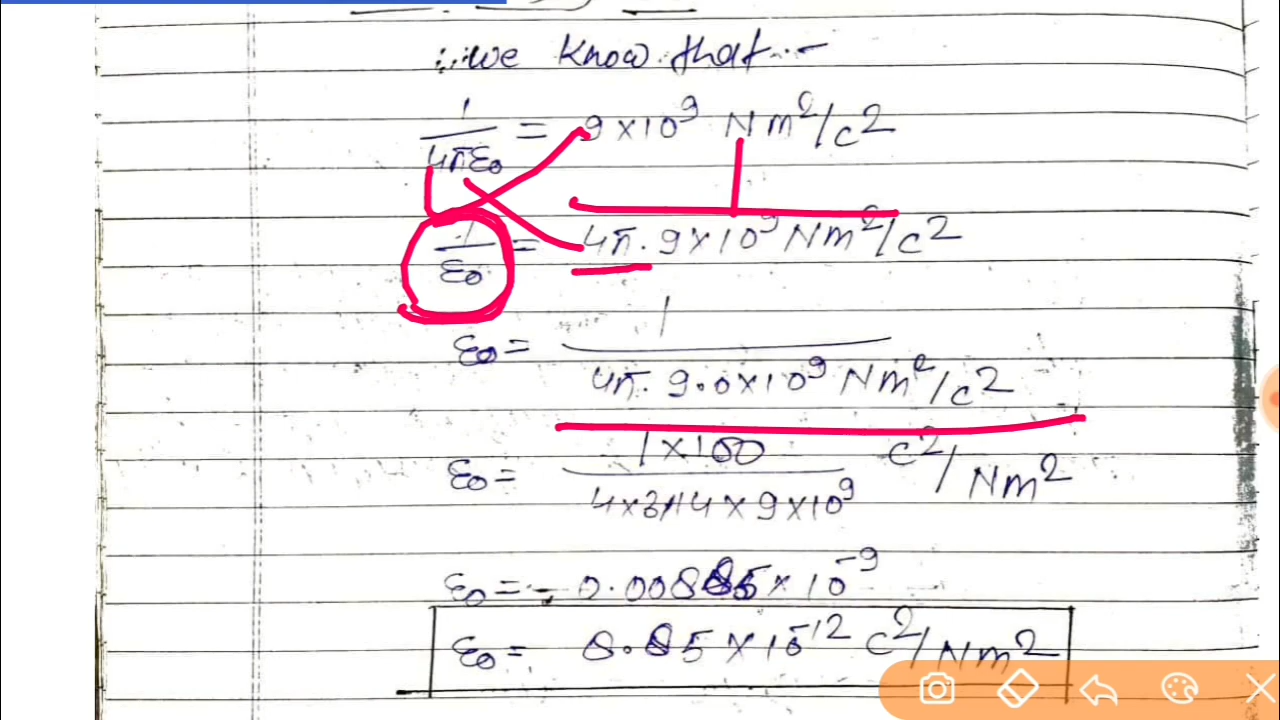 ∴ We know that :-
1/4πε₀ = 9×10⁹ Nm²/c²
1/ε₀ = 4π. 9×10⁹ Nm²/c²
ε₀ = 1/4π. 9.0×10⁹ Nm²/c²
ε₀ = 1×100/4×314×9×10⁹ c²/Nm²
ε₀ = 0.00885×10⁻⁹
ε₀ = 8.85×10⁻¹² c²/Nm²